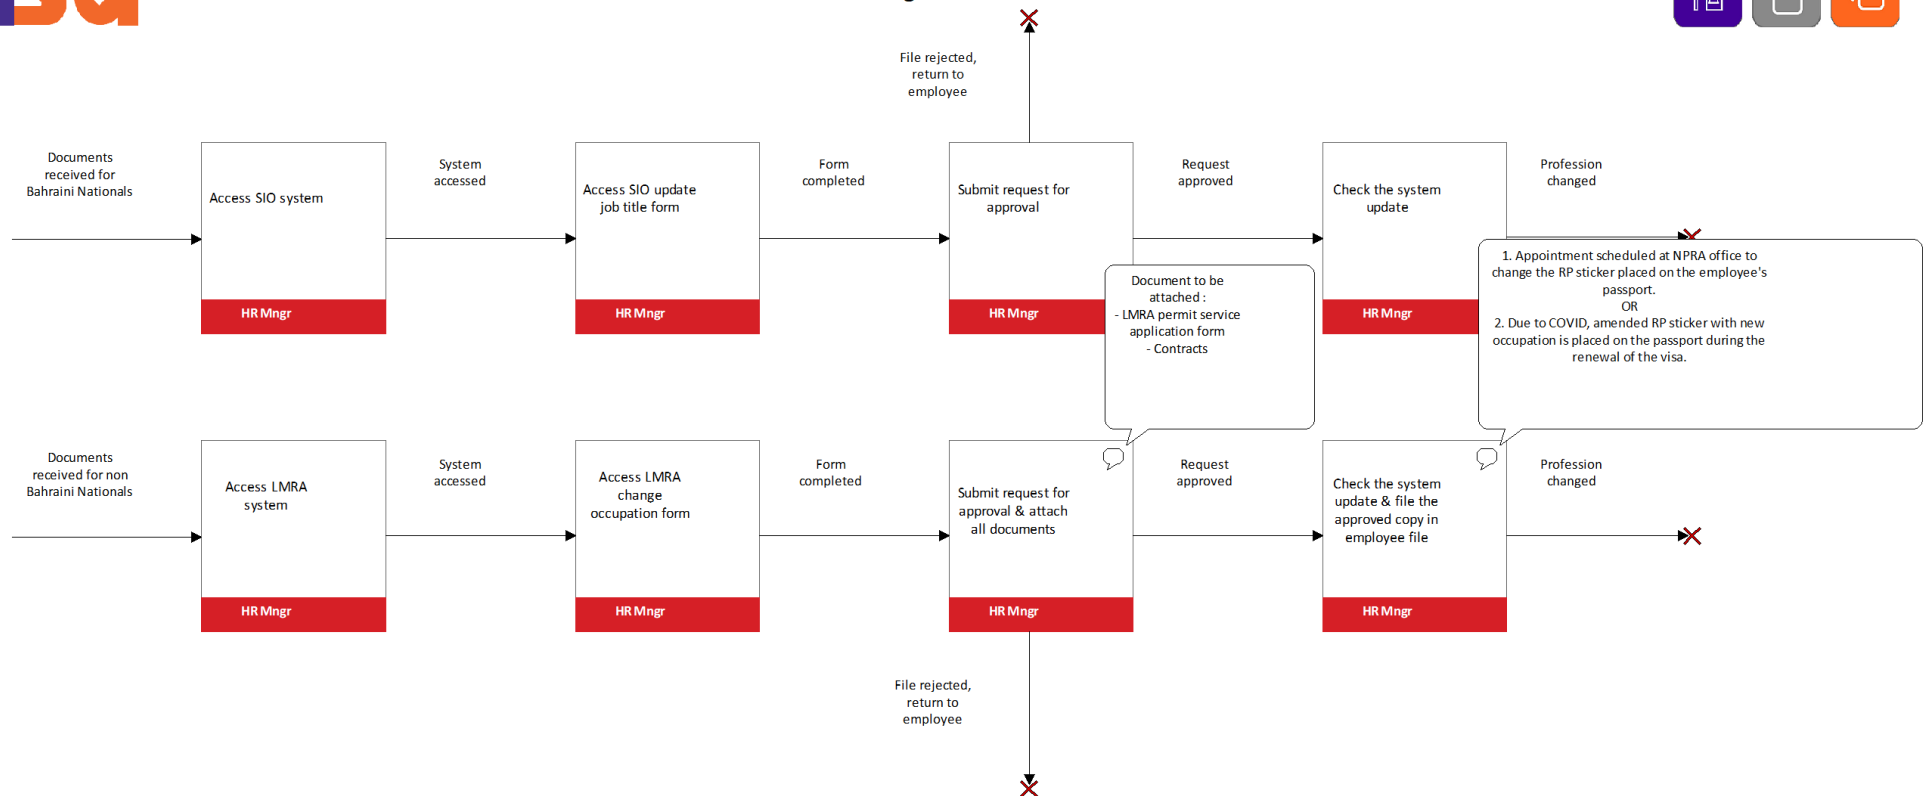 File rejected,
return to
employee
Documents
received for
Bahraini Nationals
Access SIO system
HR Mngr
System
accessed
Access SIO update
job title form
HR Mngr
Form
completed
Submit request for
approval
HR Mngr
Request
approved
Check the system
update
HR Mngr
Profession
changed
Document to be
attached :
- LMRA permit service
application form
- Contracts
1. Appointment scheduled at NPRA office to
change the RP sticker placed on the employee's
passport.
OR
2. Due to COVID, amended RP sticker with new
occupation is placed on the passport during the
renewal of the visa.
Documents
received for non
Bahraini Nationals
Access LMRA
system
HR Mngr
System
accessed
Access LMRA
change
occupation form
HR Mngr
Form
completed
Submit request for
approval & attach
all documents
HR Mngr
Request
approved
Check the system
update & file the
approved copy in
employee file
HR Mngr
Profession
changed
File rejected,
return to
employee